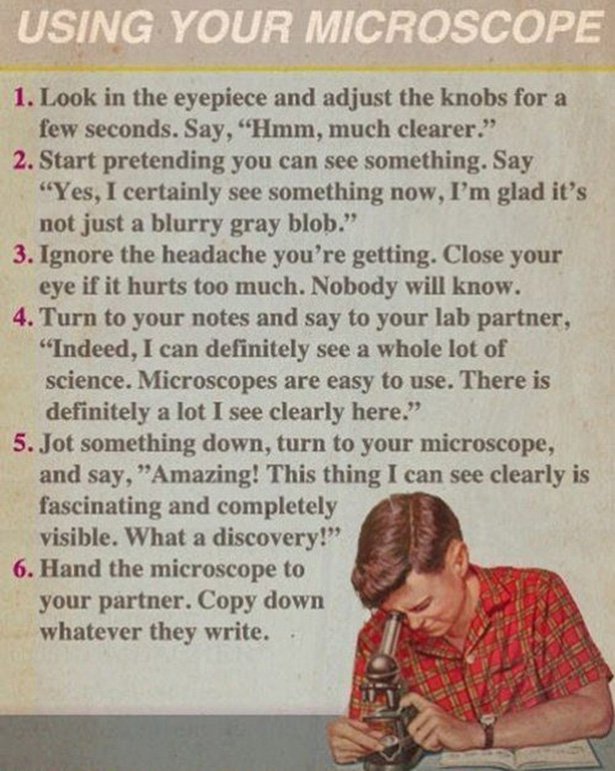 USING YOUR MICROSCOPE
1. Look in the eyepiece and adjust the knobs for a
few seconds. Say, “Hmm, much clearer.”
2. Start pretending you can see something. Say
“Yes, I certainly see something now, I’m glad it’s
not just a blurry gray blob.”
3. Ignore the headache you’re getting. Close your
eye if it hurts too much. Nobody will know.
4. Turn to your notes and say to your lab partner,
“Indeed, I can definitely see a whole lot of
science. Microscopes are easy to use. There is
definitely a lot I see clearly here.”
5. Jot something down, turn to your microscope,
and say, ”Amazing! This thing I can see clearly is
fascinating and completely
visible. What a discovery!”
6. Hand the microscope to
your partner. Copy down
whatever they write.